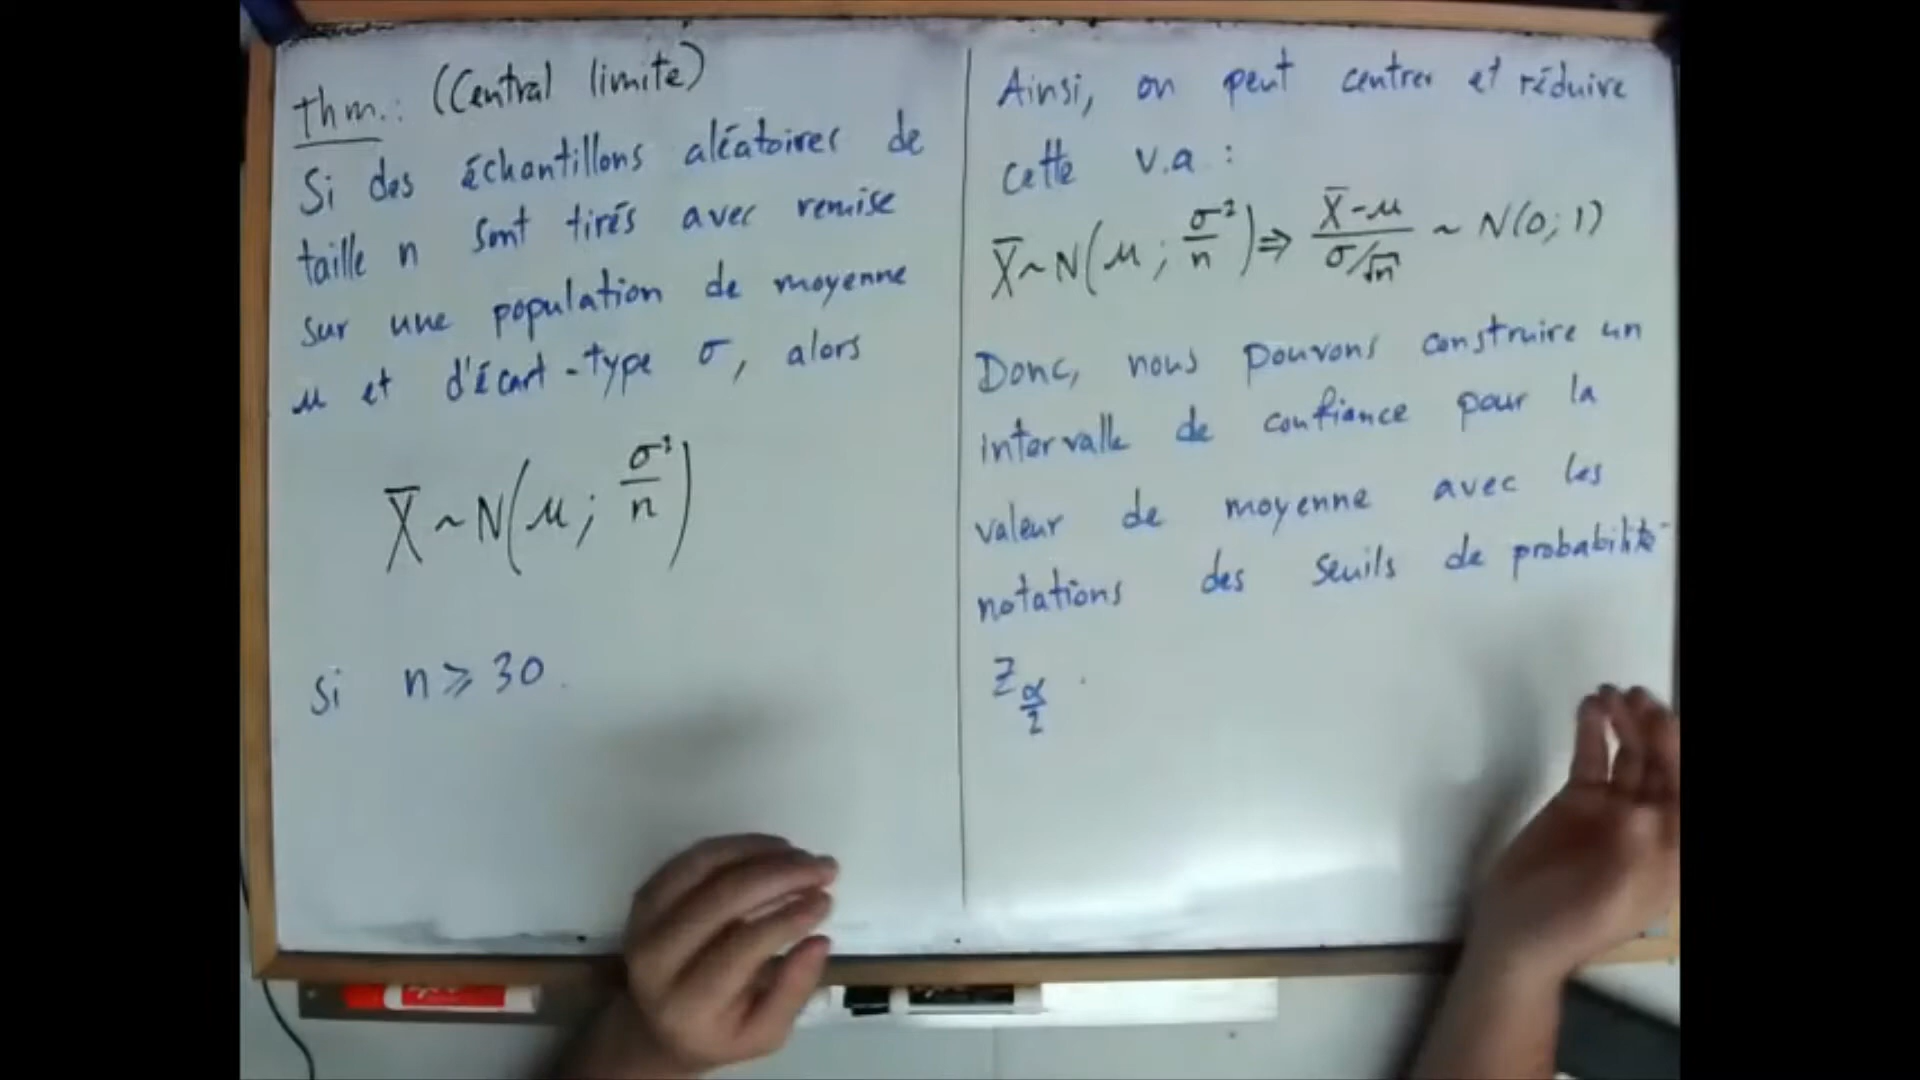 thm.: (Central limite)
Si des échantillons aléatoires de
taille n sont tirés avec remise
sur une population de moyenne
μ et d'écart-type σ, alors
X̄ ~ N(μ ; σ²/n)
si n ⩾ 30.
Ainsi, on peut centrer et réduire
cette v.a :
X̄ ~ N(μ ; σ²/n) ⇒ (X̄-μ)/(σ/√n) ~ N(0; 1)
Donc, nous pouvons construire un
intervalle de confiance pour la
valeur de moyenne avec les
notations des seuils de probabilité
Z_{α/2}.